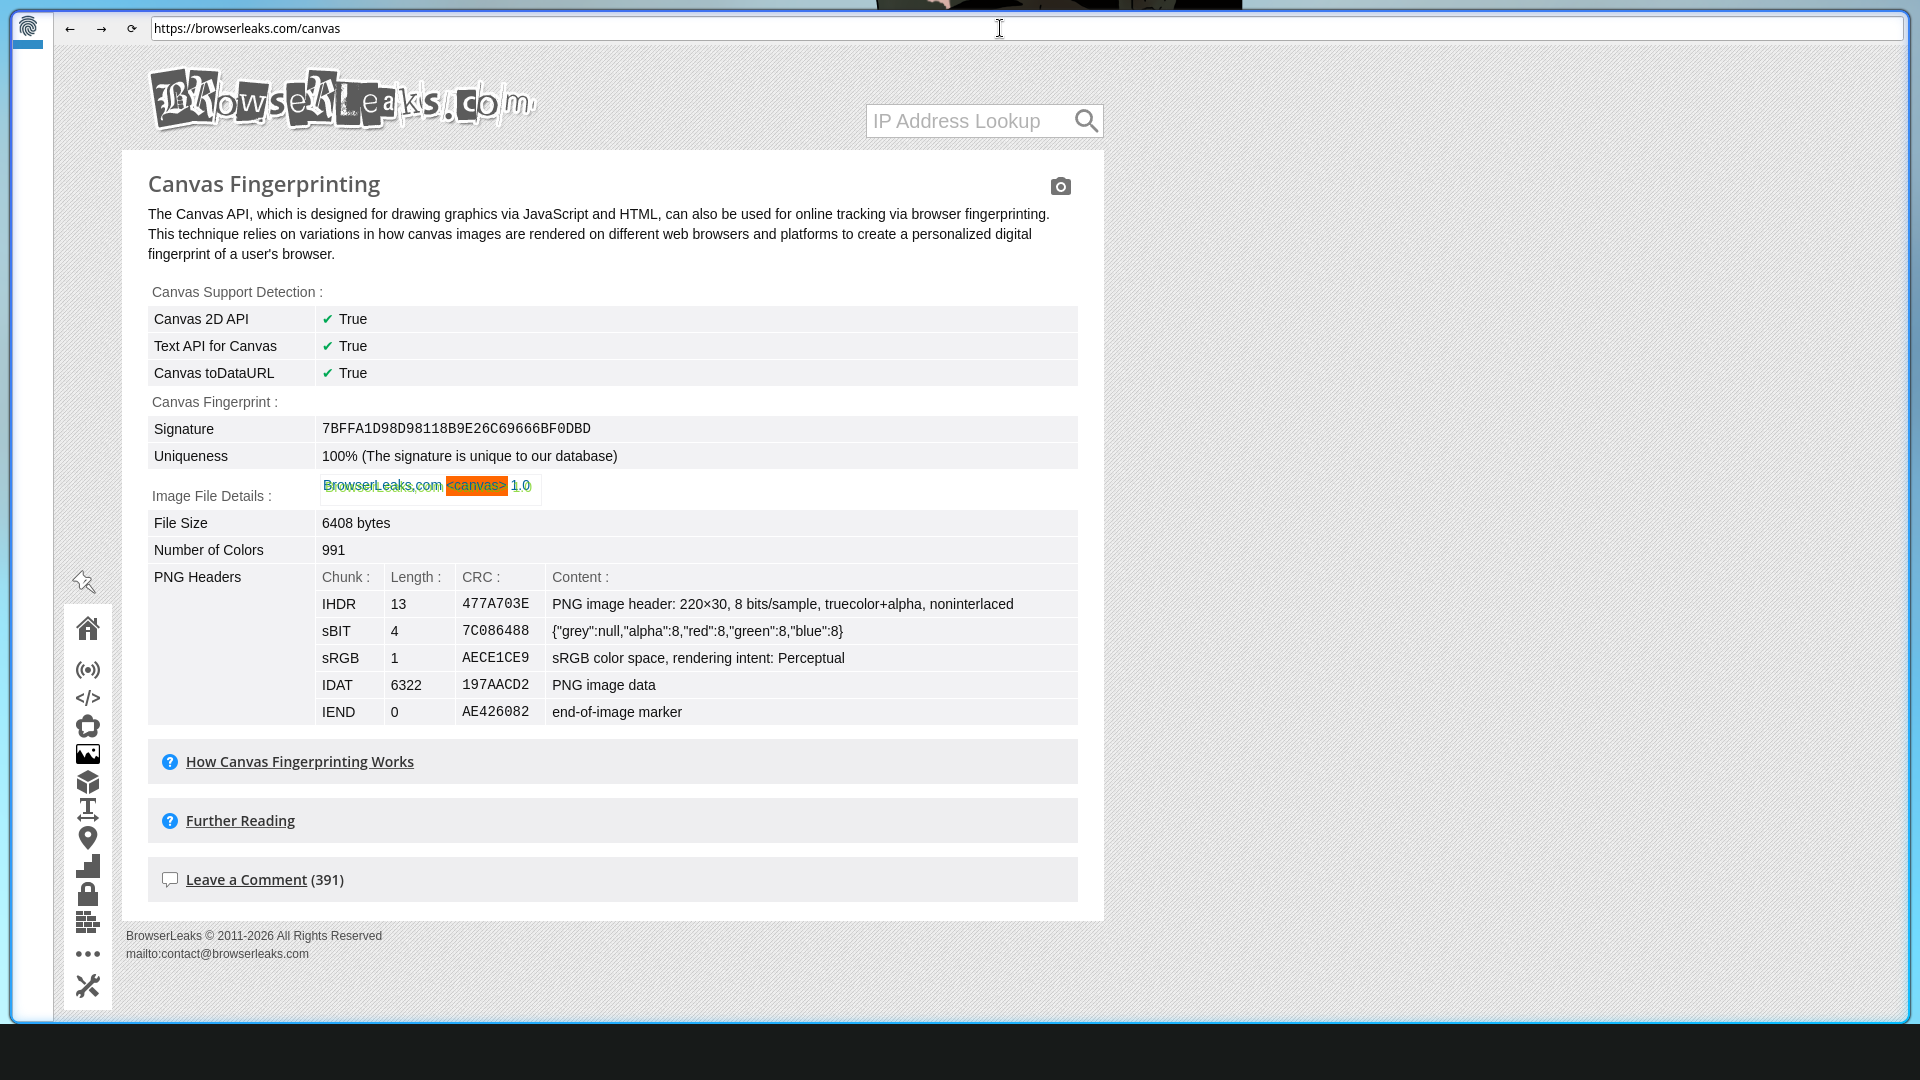 https://browserleaks.com/canvas
BrowserLeaks.com
IP Address Lookup
Canvas Fingerprinting
The Canvas API, which is designed for drawing graphics via JavaScript and HTML, can also be used for online tracking via browser fingerprinting.
This technique relies on variations in how canvas images are rendered on different web browsers and platforms to create a personalized digital
fingerprint of a user's browser.
Canvas Support Detection :
Canvas 2D API ✔ True
Text API for Canvas ✔ True
Canvas toDataURL ✔ True
Canvas Fingerprint :
Signature 7BFFA1D98D98118B9E26C69666BF0DBD
Uniqueness 100% (The signature is unique to our database)
BrowserLeaks,com <canvas> 1.0
Image File Details :
File Size 6408 bytes
Number of Colors 991
PNG Headers Chunk : Length : CRC : Content :
IHDR 13 477A703E PNG image header: 220×30, 8 bits/sample, truecolor+alpha, noninterlaced
sBIT 4 7C086488 {"grey":null,"alpha":8,"red":8,"green":8,"blue":8}
sRGB 1 AECE1CE9 sRGB color space, rendering intent: Perceptual
IDAT 6322 197AACD2 PNG image data
IEND 0 AE426082 end-of-image marker
How Canvas Fingerprinting Works
Further Reading
Leave a Comment (391)
BrowserLeaks © 2011-2026 All Rights Reserved
mailto:contact@browserleaks.com